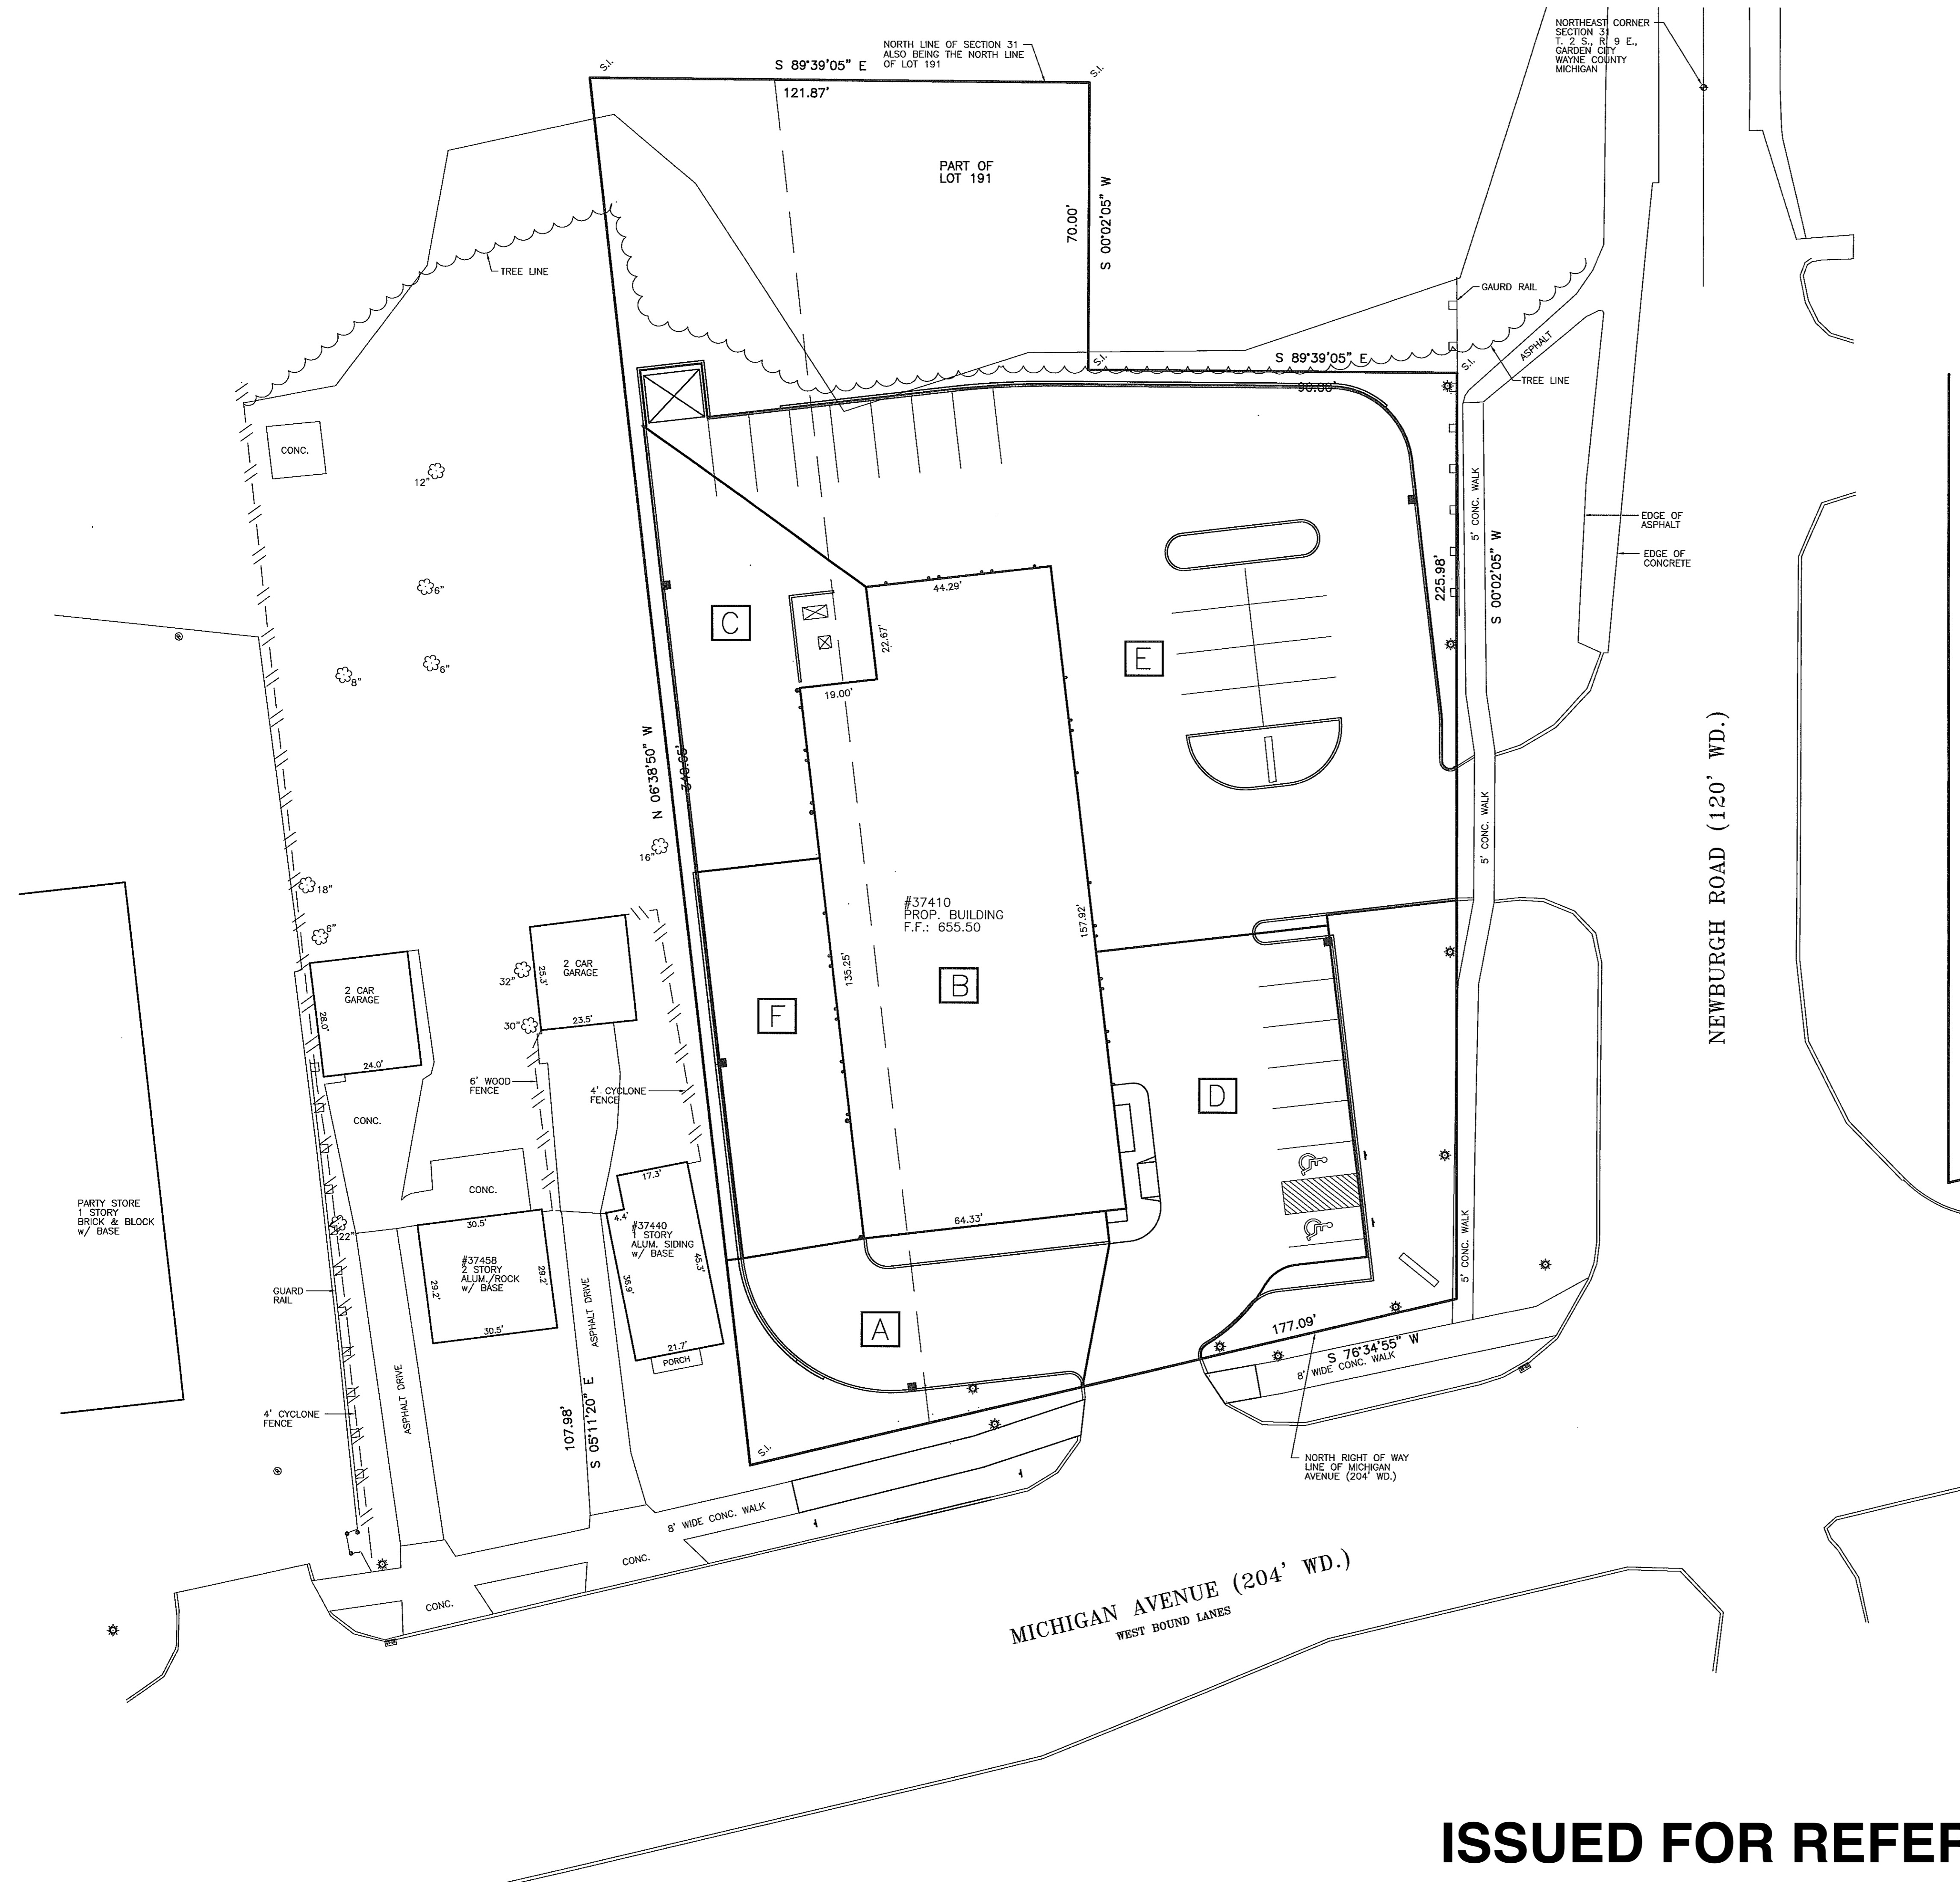 NORTHEAST CORNER
SECTION 31
T. 2 S., R. 9 E.,
GARDEN CITY
WAYNE COUNTY
MICHIGAN
NORTH LINE OF SECTION 31
ALSO BEING THE NORTH LINE
OF LOT 191
S.I.
S 89°39'05" E
121.87'
S.I.
PART OF
LOT 191
70.00'
S 00°02'05" W
TREE LINE
GAURD RAIL
S.I.
S 89°39'05" E
90.00'
S.I.
ASPHALT
TREE LINE
CONC.
12"
5' CONC. WALK
EDGE OF
ASPHALT
EDGE OF
CONCRETE
225.98'
S 00°02'05" W
6"
44.29'
C
22.67'
E
6"
8"
19.00'
N 06°38'50" W
340.65'
NEWBURGH ROAD (120' WD.)
5' CONC. WALK
16"
18"
6"
#37410
PROP. BUILDING
F.F.: 655.50
157.92'
135.25'
B
F
2 CAR
GARAGE
25.3'
23.5'
32"
30"
2 CAR
GARAGE
28.0'
24.0'
6' WOOD
FENCE
4' CYCLONE
FENCE
D
CONC.
CONC.
17.3'
4.4'
#37440
1 STORY
ALUM. SIDING
w/ BASE
45.3'
36.9'
21.7'
PORCH
64.33'
PARTY STORE
1 STORY
BRICK & BLOCK
w/ BASE
22"
30.5'
#37458
2 STORY
ALUM./ROCK
w/ BASE
29.2'
29.2'
30.5'
GUARD
RAIL
ASPHALT DRIVE
ASPHALT DRIVE
A
5' CONC. WALK
177.09'
S 76°34'55" W
8' WIDE CONC. WALK
4' CYCLONE
FENCE
107.98'
S 05°11'20" E
S.I.
NORTH RIGHT OF WAY
LINE OF MICHIGAN
AVENUE (204' WD.)
8' WIDE CONC. WALK
CONC.
CONC.
MICHIGAN AVENUE (204' WD.)
WEST BOUND LANES
ISSUED FOR REFER